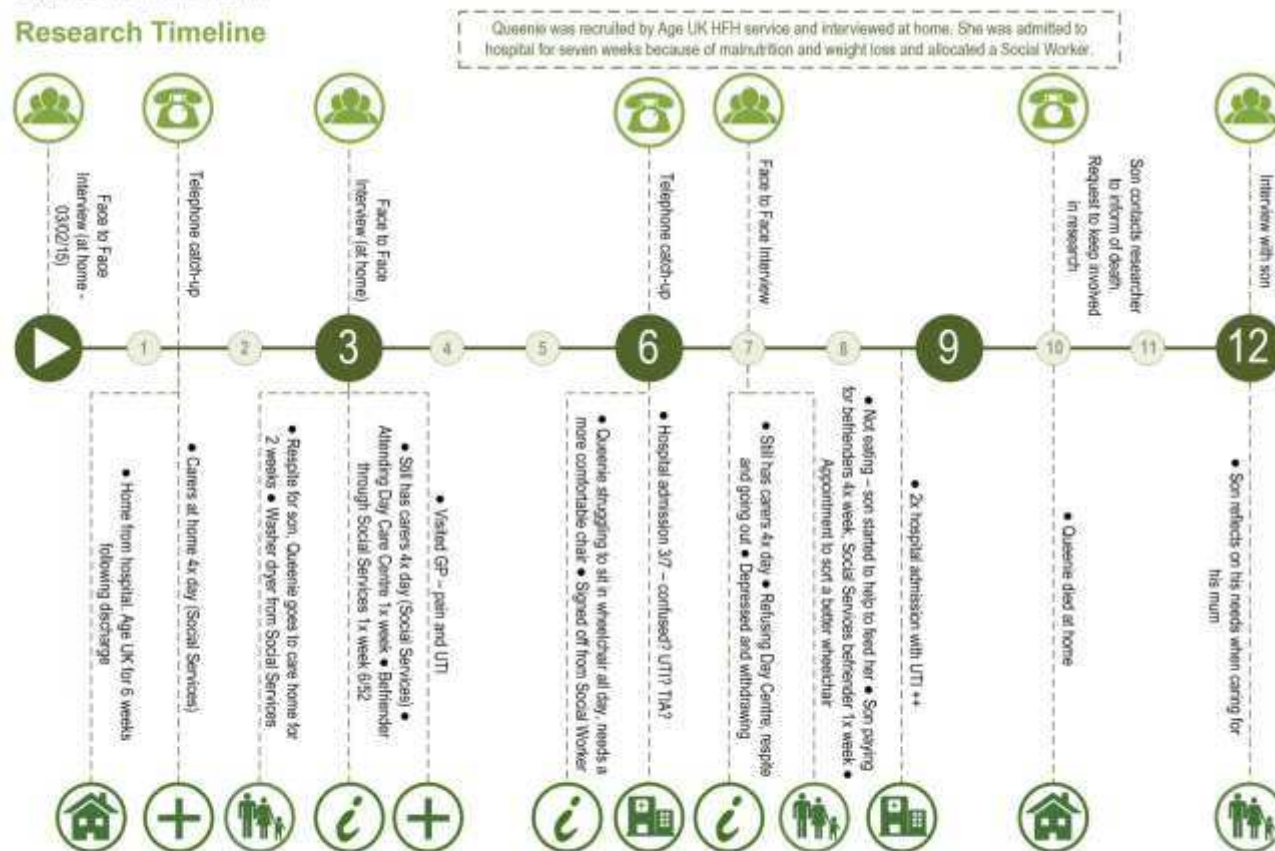 Research Timeline
Queenie was recruited by Age UK HFH service and interviewed at home. She was admitted to
hospital for seven weeks because of malnutrition and weight loss and allocated a Social Worker.
Face to Face
Interview (at home -
03/02/15)
Telephone catch-up
Face to Face
Interview (at home)
Telephone catch-up
Face to Face Interview
Son contacts researcher
to inform of death.
Request to keep involved
in research
Interview with son
1
2
3
4
5
6
7
8
9
10
11
12
● Home from hospital. Age UK for 6 weeks
following discharge
● Carers at home 4x day (Social Services)
● Respite for son. Queenie goes to care home for
2 weeks ● Washer dryer from Social Services
● Still has carers 4x day (Social Services) ●
Attending Day Care Centre 1x week ● Befriender
through Social Services 1x week 6/52
● Visited GP – pain and UTI
● Queenie struggling to sit in wheelchair all day, needs a
more comfortable chair ● Signed off from Social Worker
● Hospital admission 3/7 – confused? UTI? TIA?
● Still has carers 4x day ● Refusing Day Centre, respite
and going out ● Depressed and withdrawing
● Not eating – son started to help to feed her ● Son paying
for befrienders 4x week, Social Services befriender 1x week ●
Appointment to sort a better wheelchair
● 2x hospital admission with UTI ++
● Queenie died at home
● Son reflects on his needs when caring for
his mum